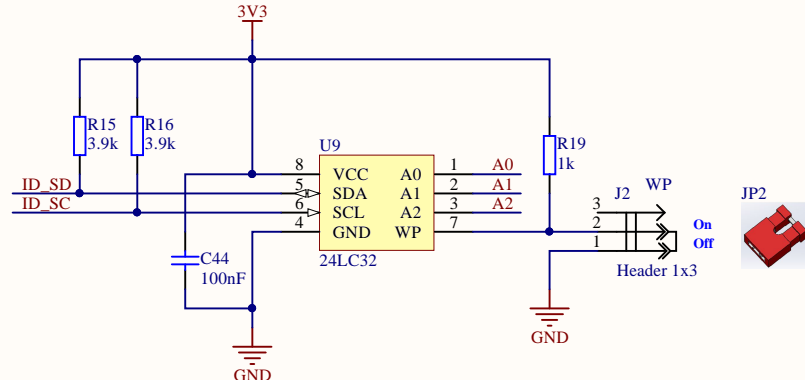 3V3
R15
3.9k
R16
3.9k
U9
R19
1k
ID_SD
ID_SC
8
5
6
4
VCC
SDA
SCL
GND
A0
A1
A2
WP
1
2
3
7
A0
A1
A2
24LC32
C44
100nF
GND
J2
WP
3
2
1
On
Off
Header 1x3
GND
JP2